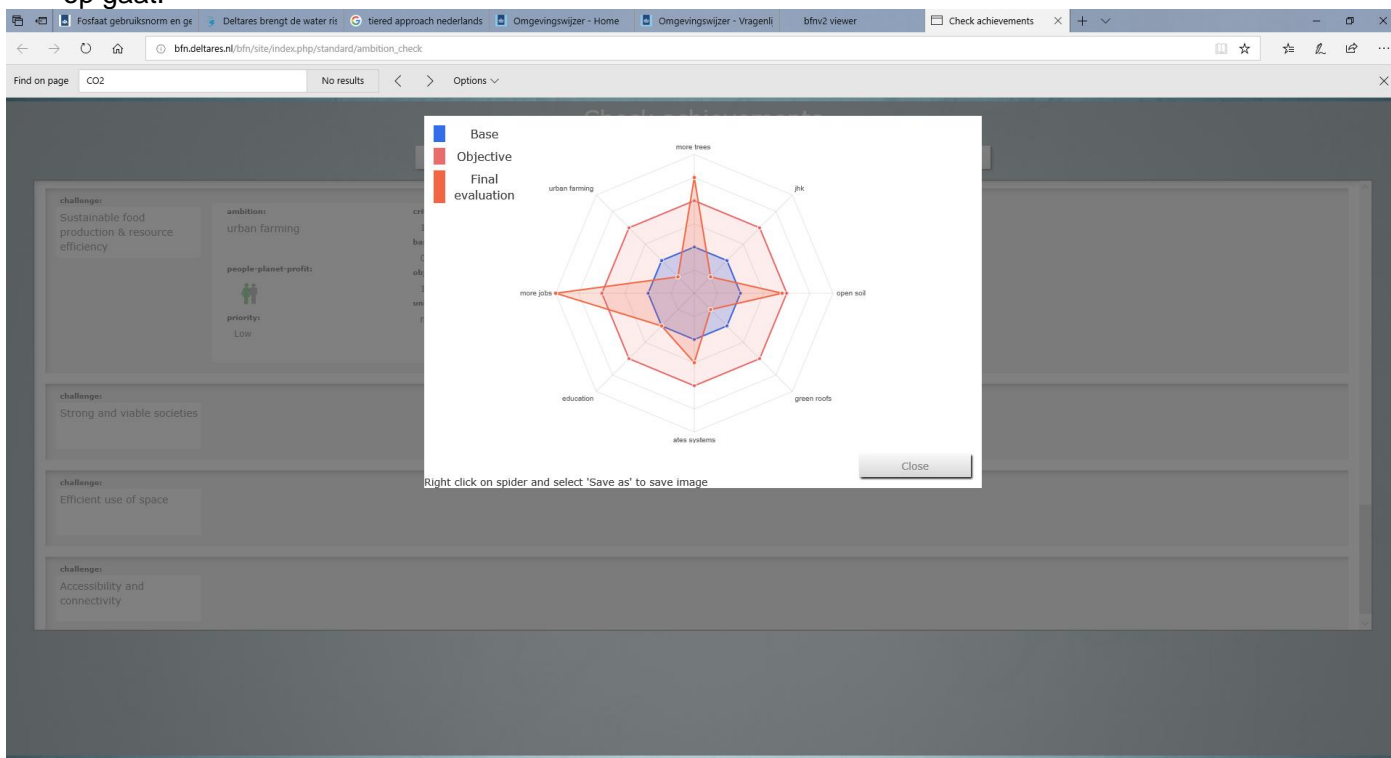 op gaat.
Fosfaat gebruiksnorm en ge
Deltares brengt de water ris
tiered approach nederlands
Omgevingswijzer - Home
Omgevingswijzer - Vragenli
bfnv2 viewer
Check achievements
bfn.deltares.nl/bfn/site/index.php/standard/ambition_check
Find on page CO2 No results Options
Check achievements
Base
Objective
Final
evaluation
more trees
urban farming
jhk
more jobs
open soil
education
green roofs
ates systems
Close
Right click on spider and select 'Save as' to save image
challenge:
Sustainable food
production & resource
efficiency
ambition:
urban farming
people-planet-profit:
priority:
Low
challenge:
Strong and viable societies
challenge:
Efficient use of space
challenge:
Accessibility and
connectivity